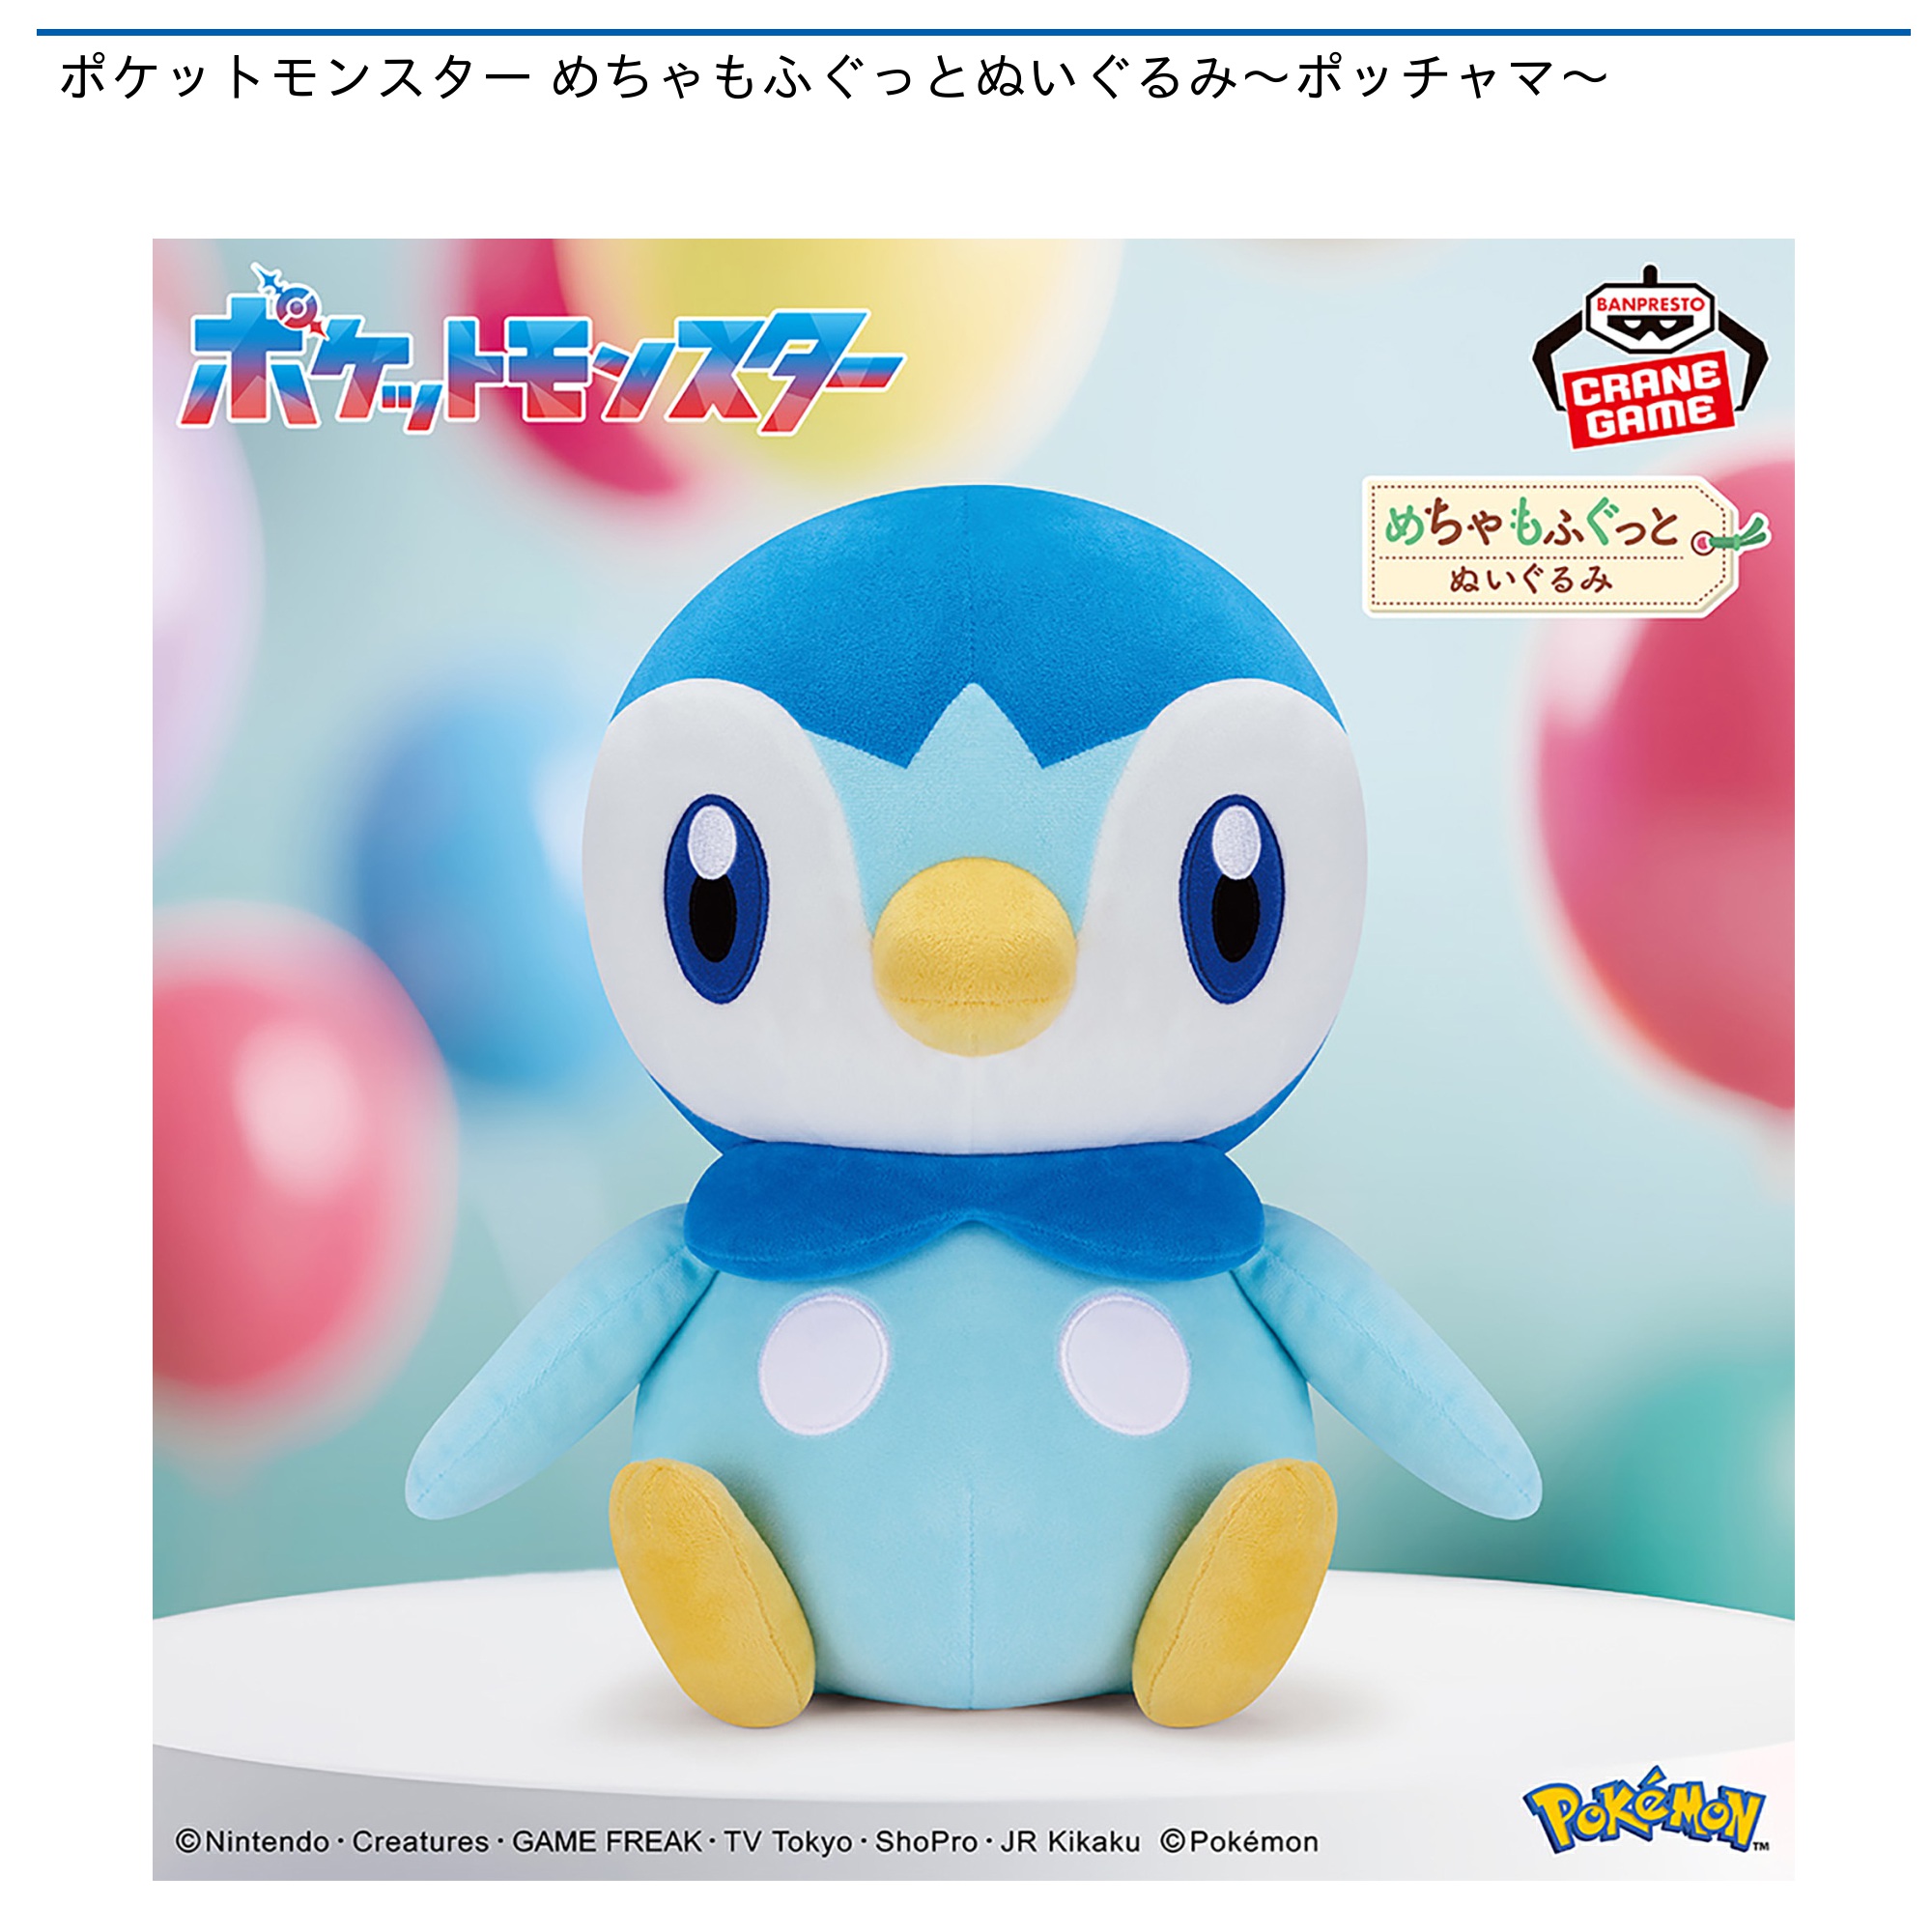 ポケットモンスター めちゃもふぐっとぬいぐるみ～ポッチャマ～
ポケットモンスター
BANPRESTO
CRANE
GAME
めちゃもふぐっと
ぬいぐるみ
©Nintendo・Creatures・GAME FREAK・TV Tokyo・ShoPro・JR Kikaku ©Pokémon
POKéMON™